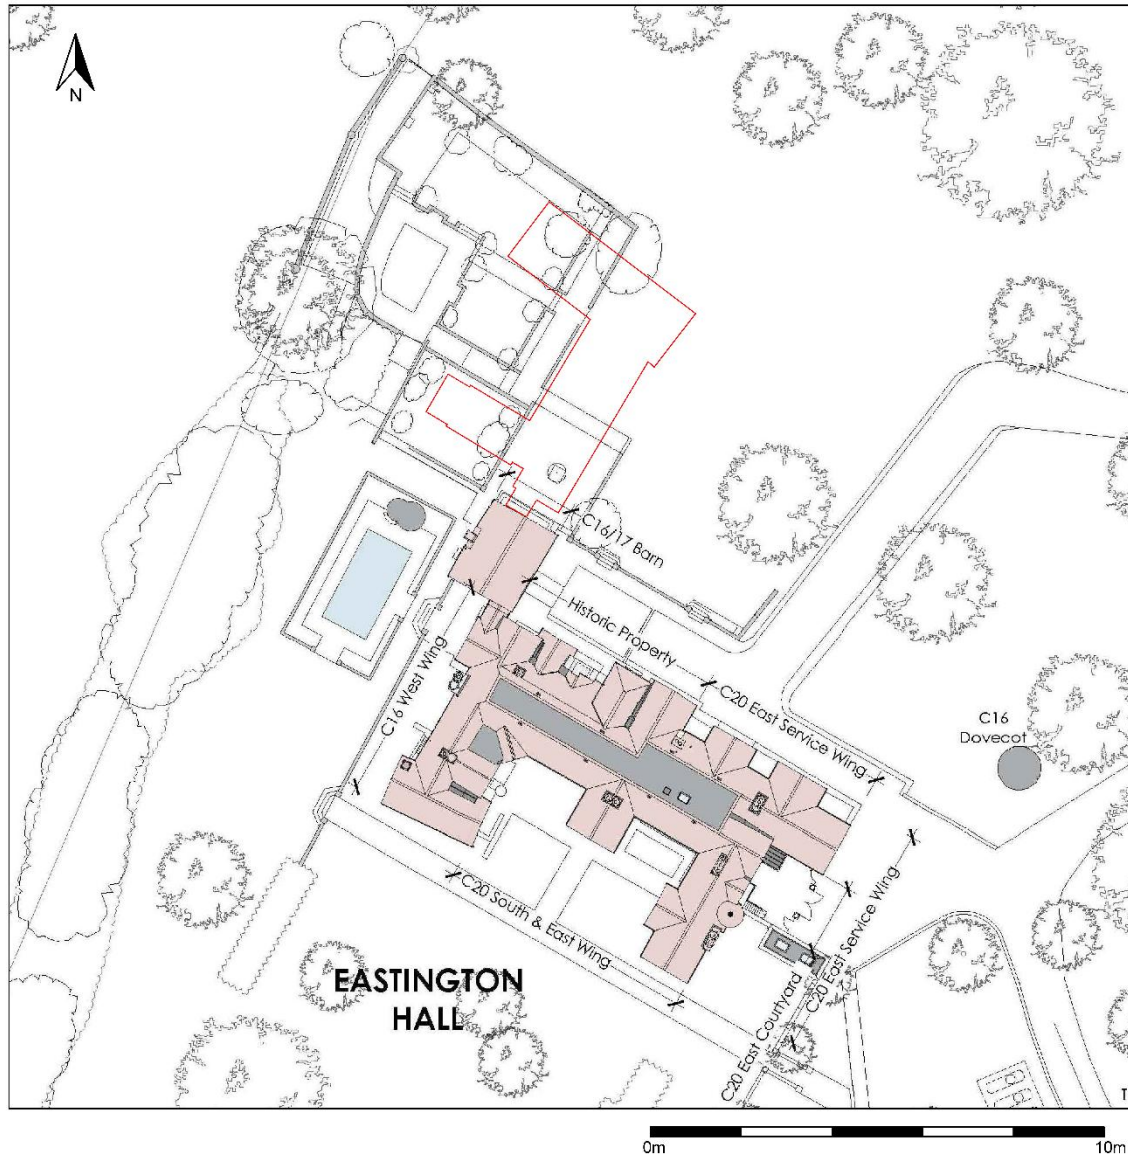 N
C16/17 Barn
Historic Property
C16 West Wing
C20 East Service Wing
C16
Dovecot
C20 South & East Wing
C20 East Service Wing
C20 East Courtyard
EASTINGTON
HALL
T
0m
10m